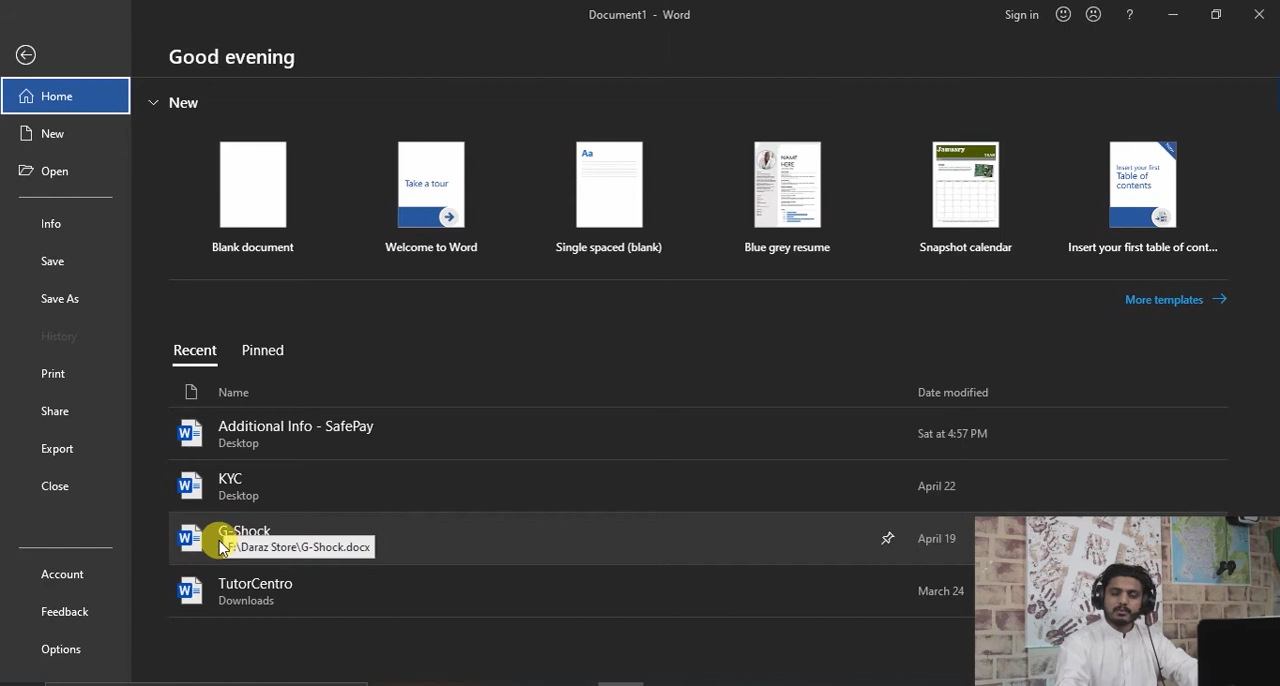 Document1 - Word
Sign in
?
Good evening
Home
New
Open
Info
Save
Save As
History
Print
Share
Export
Close
Account
Feedback
Options
New
Aa
Take a tour
NAME HERE
January
Insert your first
Table of
contents
New
Blank document
Welcome to Word
Single spaced (blank)
Blue grey resume
Snapshot calendar
Insert your first table of cont...
More templates
Recent
Pinned
Name
Date modified
Additional Info - SafePay
Desktop
Sat at 4:57 PM
KYC
Desktop
April 22
G-Shock
F:\Daraz Store\G-Shock.docx
April 19
TutorCentro
Downloads
March 24